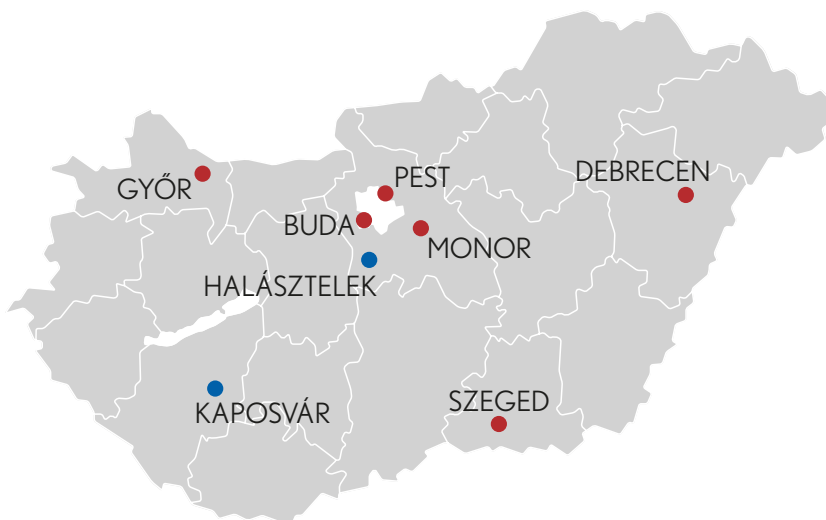 DEBRECEN
PEST
GYŐR
BUDA
MONOR
HALÁSZTELEK
SZEGED
KAPOSVÁR